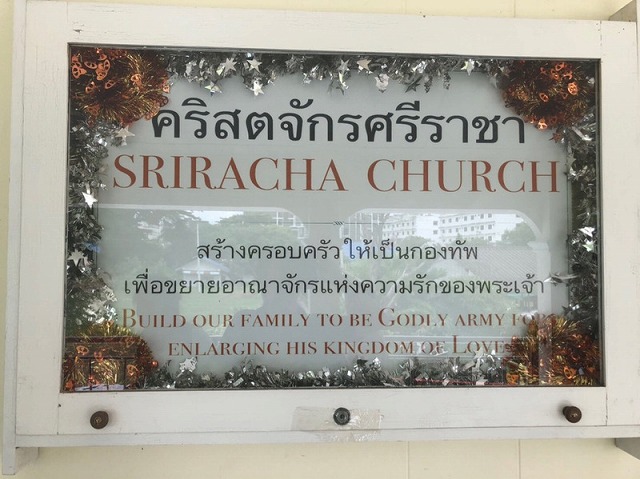 คริสตจักรศรีราชา
SRIRACHA CHURCH
สร้างครอบครัว ให้เป็นกองทัพ
เพื่อขยายอาณาจักรแห่งความรักของพระเจ้า
BUILD OUR FAMILY TO BE GODLY ARMY FOR
ENLARGING HIS KINGDOM OF LOVE